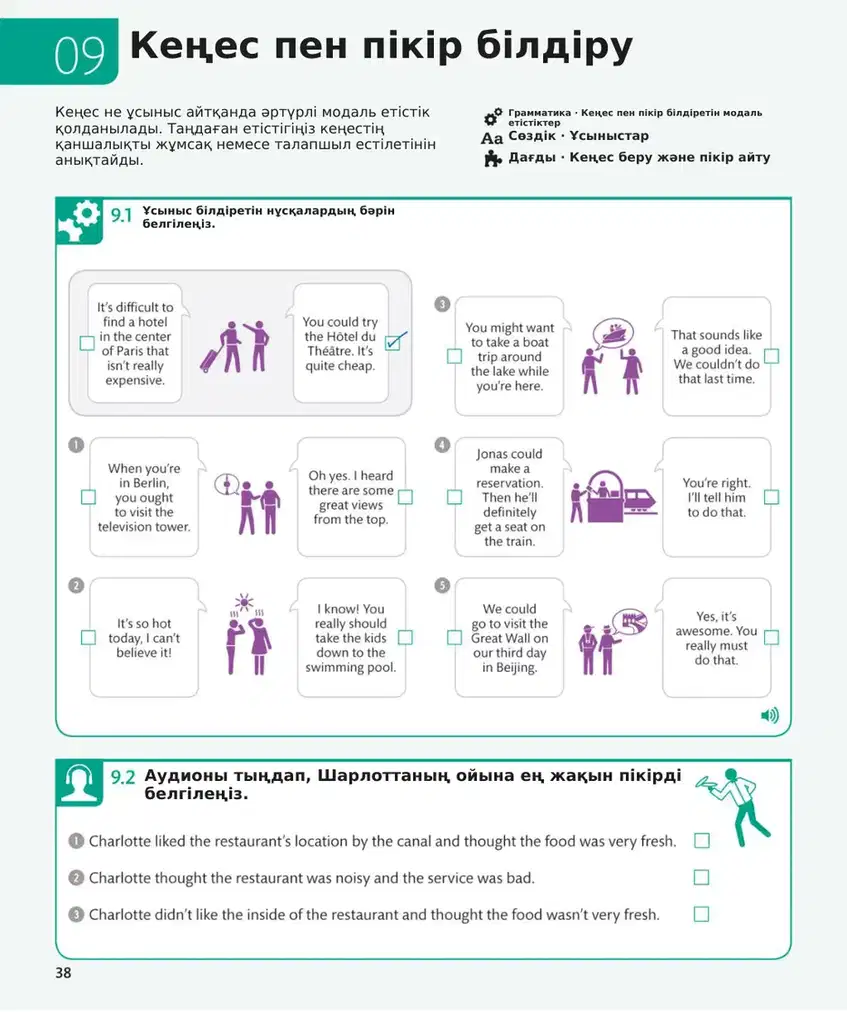 09
Кеңес пен пікір білдіру
Кеңес не ұсыныс айтқанда әртүрлі модаль етістік
қолданылады. Таңдаған етістігіңіз кеңестің
қаншалықты жұмсақ немесе талапшыл естілетінін
анықтайды.
Грамматика · Кеңес пен пікір білдіретін модаль
етістіктер
Aa Сөздік · Ұсыныстар
Дағды · Кеңес беру және пікір айту
9.1 Ұсыныс білдіретін нұсқалардың бәрін
белгілеңіз.
It's difficult to
find a hotel
in the center
of Paris that
isn't really
expensive.
You could try
the Hôtel du
Théâtre. It's
quite cheap.
1
When you're
in Berlin,
you ought
to visit the
television tower.
Oh yes. I heard
there are some
great views
from the top.
2
It's so hot
today, I can't
believe it!
I know! You
really should
take the kids
down to the
swimming pool.
3
You might want
to take a boat
trip around
the lake while
you're here.
That sounds like
a good idea.
We couldn't do
that last time.
4
Jonas could
make a
reservation.
Then he'll
definitely
get a seat on
the train.
You're right.
I'll tell him
to do that.
5
We could
go to visit the
Great Wall on
our third day
in Beijing.
Yes, it's
awesome. You
really must
do that.
9.2 Аудионы тыңдап, Шарлоттаның ойына ең жақын пікірді
белгілеңіз.
1 Charlotte liked the restaurant's location by the canal and thought the food was very fresh.
2 Charlotte thought the restaurant was noisy and the service was bad.
3 Charlotte didn't like the inside of the restaurant and thought the food wasn't very fresh.
38